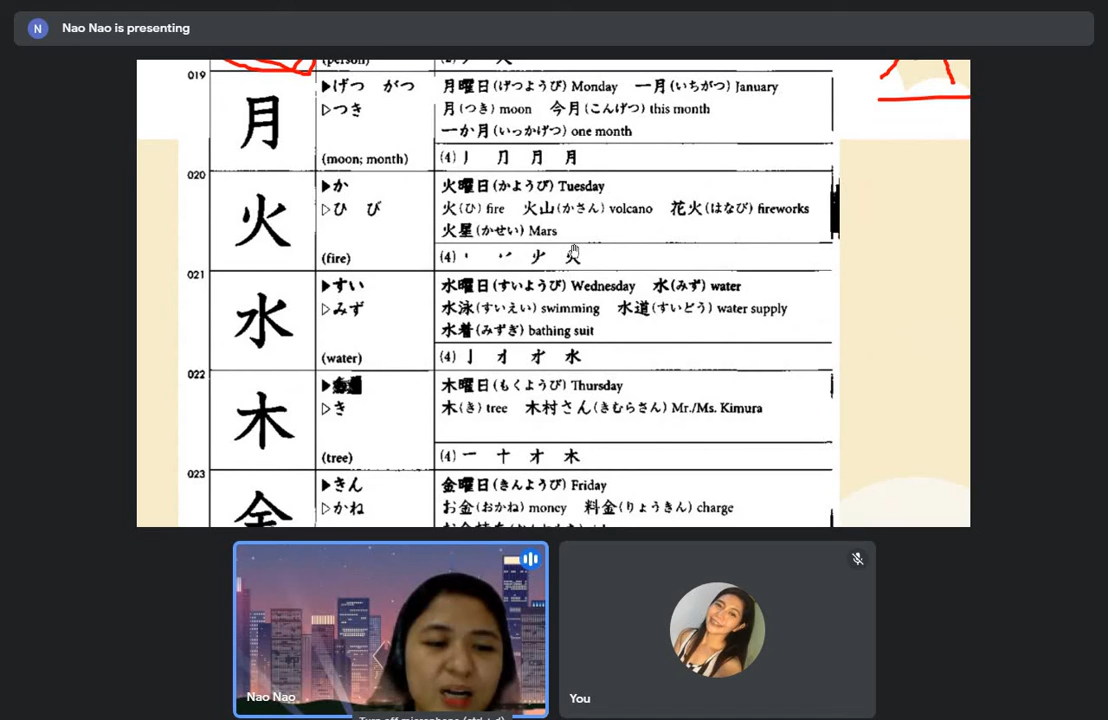 N Nao Nao is presenting
(person)
019
月
▶げつ がつ
▷つき
(moon; month)
月曜日(げつようび) Monday 一月(いちがつ) January
月(つき) moon 今月(こんげつ) this month
一か月(いっかげつ) one month
(4) 丿 ⺆ 月 月
020
火
▶か
▷ひ び
(fire)
火曜日(かようび) Tuesday
火(ひ) fire 火山(かさん) volcano 花火(はなび) fireworks
火星(かせい) Mars
(4) 火
021
水
▶すい
▷みず
(water)
水曜日(すいようび) Wednesday 水(みず) water
水泳(すいえい) swimming 水道(すいどう) water supply
水着(みずぎ) bathing suit
(4) 亅 水
022
木
▷き
(tree)
木曜日(もくようび) Thursday
木(き) tree 木村さん(きむらさん) Mr./Ms. Kimura
(4) 一 十 才 木
023
金
▶きん
▷かね
金曜日(きんようび) Friday
お金(おかね) money 料金(りょうきん) charge
Nao Nao
You
Turn off microphone (ctrl + d)